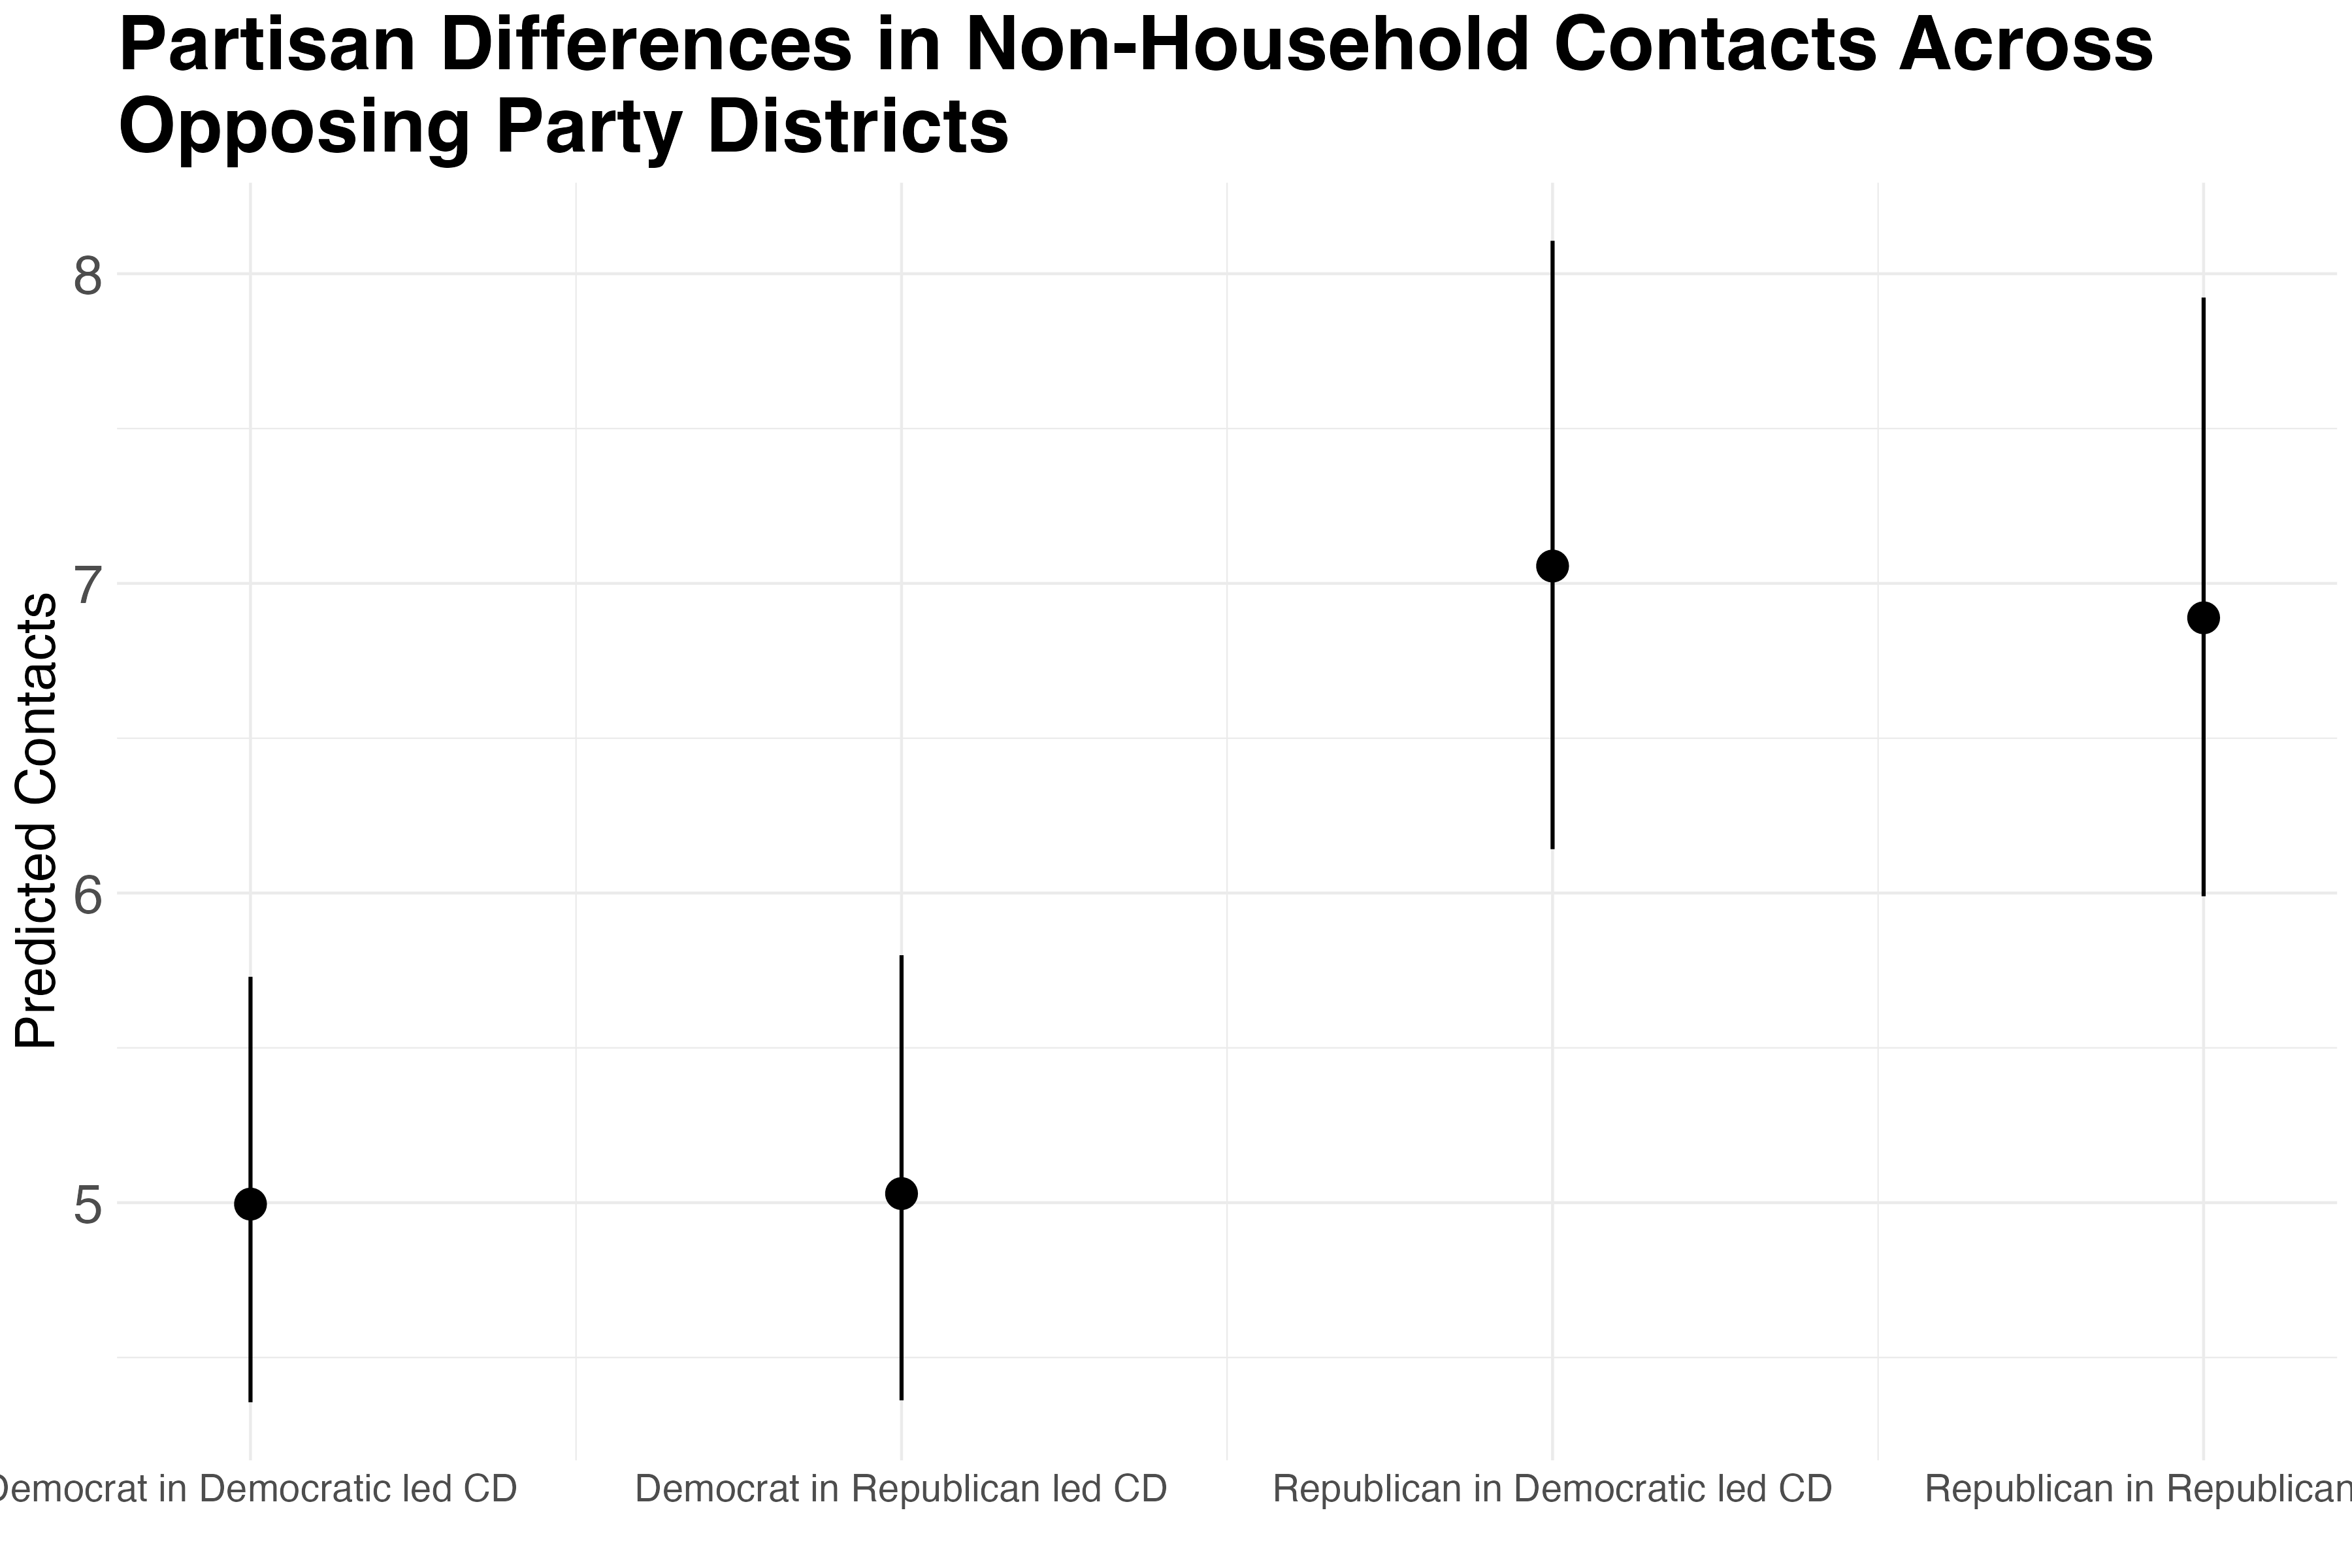 Partisan Differences in Non-Household Contacts Across
Opposing Party Districts
Predicted Contacts
8
7
6
5
Democrat in Democratic led CD
Democrat in Republican led CD
Republican in Democratic led CD
Republican in Republican